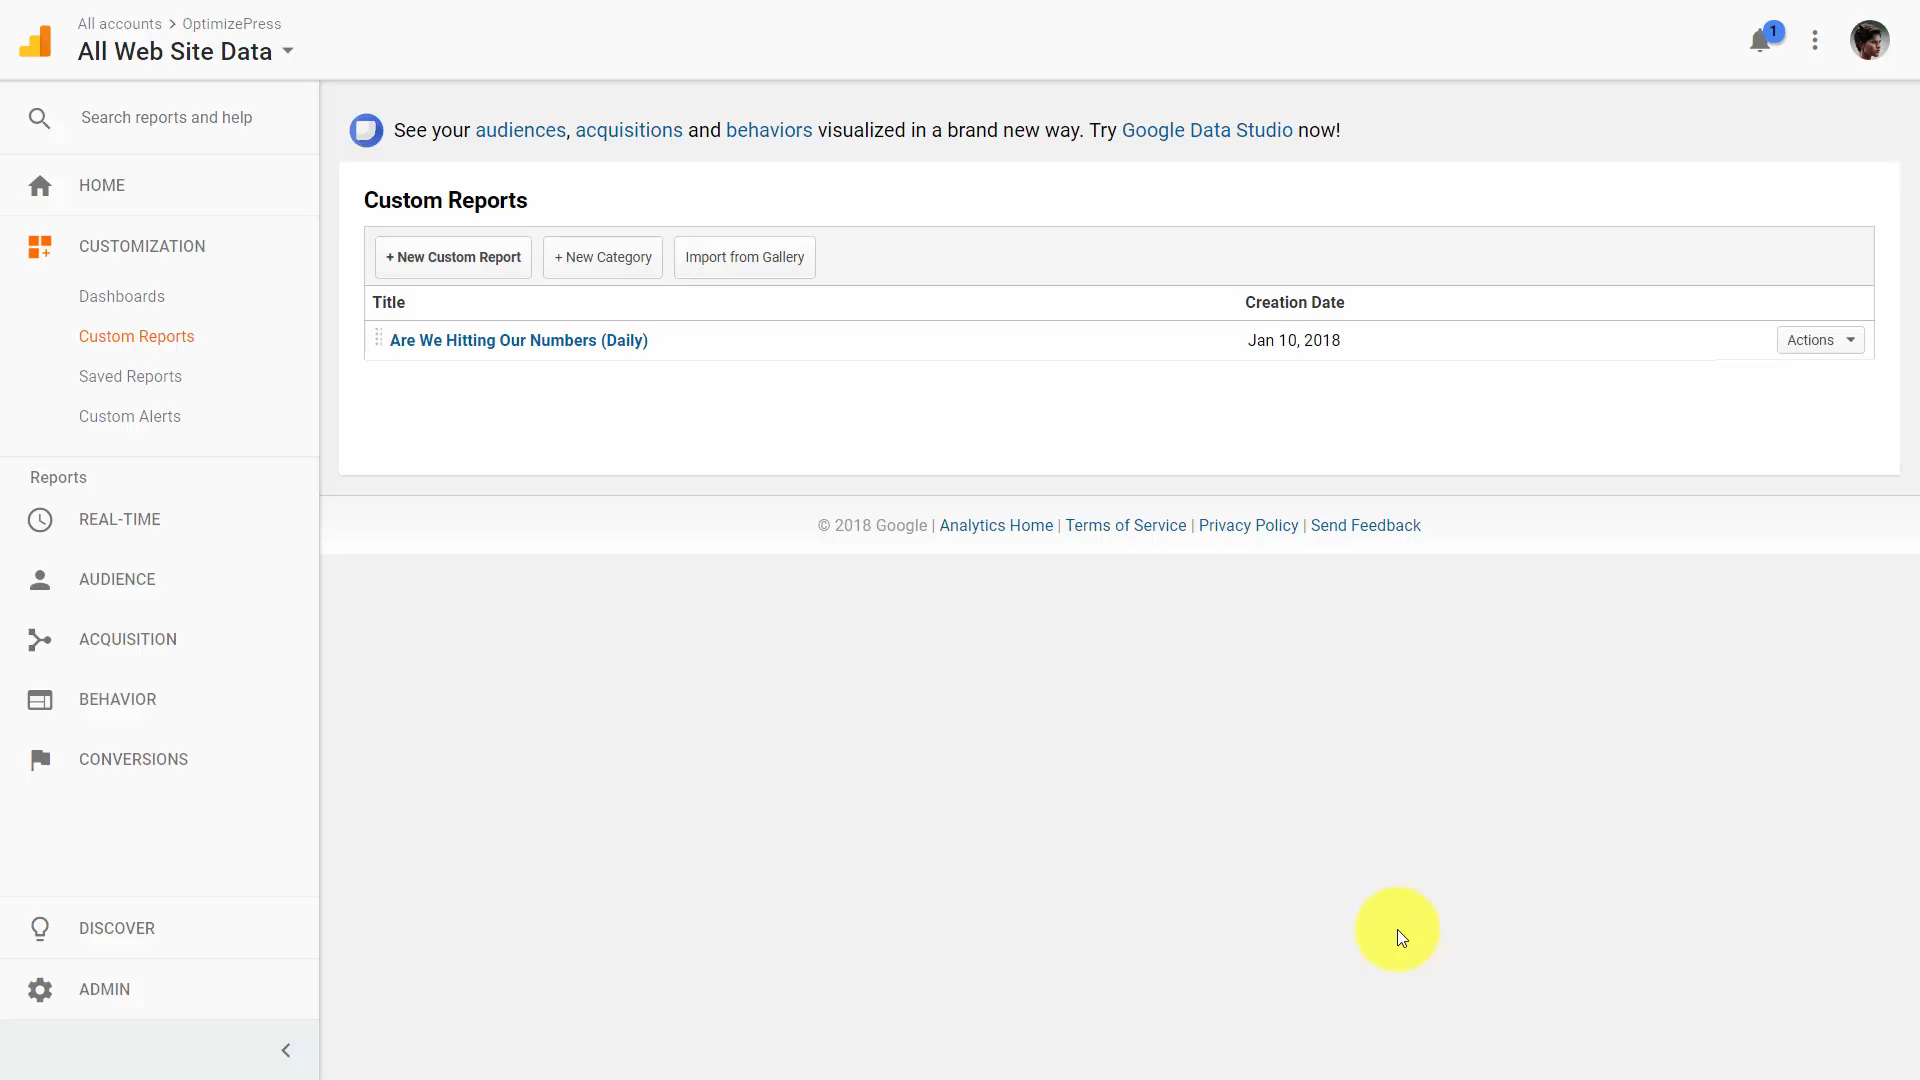 All accounts > OptimizePress
All Web Site Data
1
Search reports and help
HOME
CUSTOMIZATION
Dashboards
Custom Reports
Saved Reports
Custom Alerts
Reports
REAL-TIME
AUDIENCE
ACQUISITION
BEHAVIOR
CONVERSIONS
DISCOVER
ADMIN
See your audiences, acquisitions and behaviors visualized in a brand new way. Try Google Data Studio now!
Custom Reports
+ New Custom Report + New Category Import from Gallery
Title Creation Date
Are We Hitting Our Numbers (Daily) Jan 10, 2018 Actions
© 2018 Google | Analytics Home | Terms of Service | Privacy Policy | Send Feedback